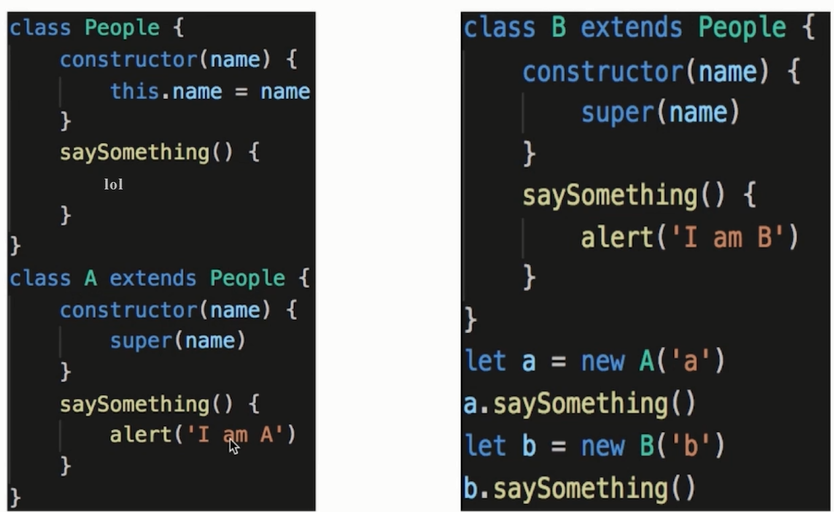 class People {
constructor(name) {
this.name = name
}
saySomething() {
lol
}
}
class A extends People {
constructor(name) {
super(name)
}
saySomething() {
alert('I am A')
}
}
class B extends People {
constructor(name) {
super(name)
}
saySomething() {
alert('I am B')
}
}
let a = new A('a')
a.saySomething()
let b = new B('b')
b.saySomething()